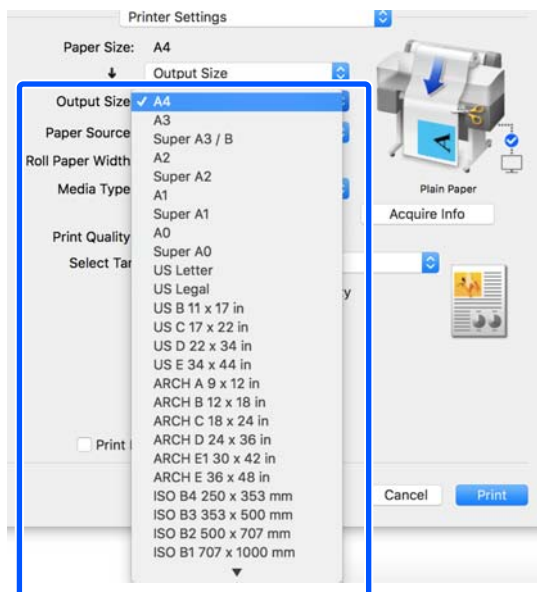 Printer Settings
Paper Size: A4
Output Size
Output Size
✓ A4
A3
Super A3 / B
Paper Source
A2
Roll Paper Width
Super A2
Media Type
A1
Plain Paper
Super A1
Acquire Info
A0
Print Quality
Super A0
Select Tar
US Letter
US Legal
y
US B 11 x 17 in
US C 17 x 22 in
US D 22 x 34 in
US E 34 x 44 in
ARCH A 9 x 12 in
ARCH B 12 x 18 in
ARCH C 18 x 24 in
ARCH D 24 x 36 in
Print
ARCH E1 30 x 42 in
ARCH E 36 x 48 in
ISO B4 250 x 353 mm
Cancel
Print
ISO B3 353 x 500 mm
ISO B2 500 x 707 mm
ISO B1 707 x 1000 mm